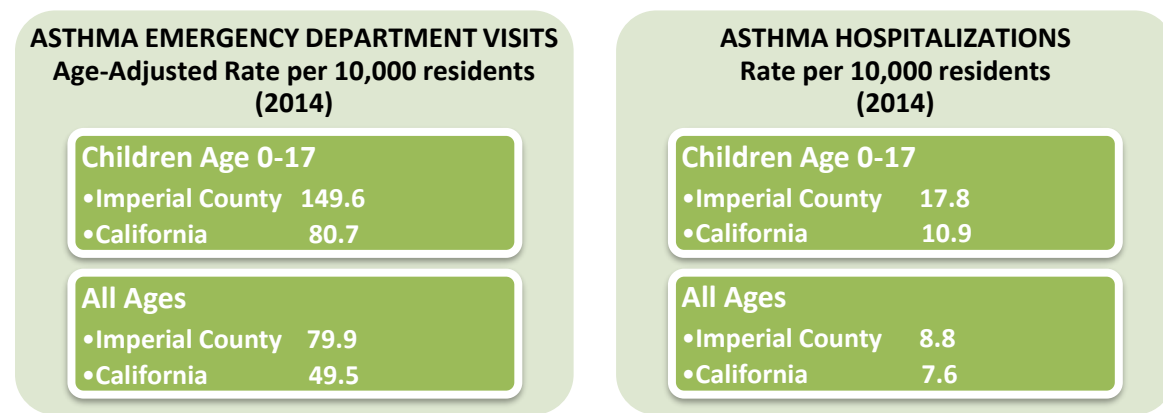 ASTHMA EMERGENCY DEPARTMENT VISITS
Age-Adjusted Rate per 10,000 residents
(2014)
Children Age 0-17
•Imperial County 149.6
•California 80.7
All Ages
•Imperial County 79.9
•California 49.5
ASTHMA HOSPITALIZATIONS
Rate per 10,000 residents
(2014)
Children Age 0-17
•Imperial County 17.8
•California 10.9
All Ages
•Imperial County 8.8
•California 7.6